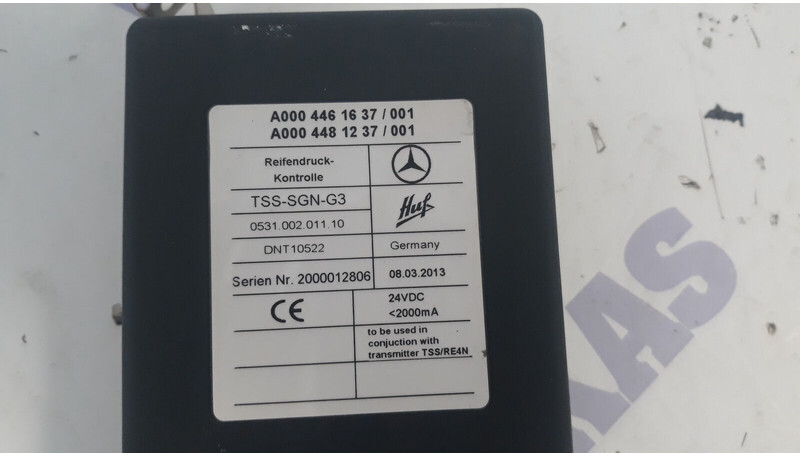 A000 446 16 37 / 001
A000 448 12 37 / 001
Reifendruck-
Kontrolle
TSS-SGN-G3
Huf
0531.002.011.10
DNT10522
Germany
Serien Nr. 2000012806
08.03.2013
CE
24VDC
<2000mA
to be used in
conjuction with
transmitter TSS/RE4N
KAS